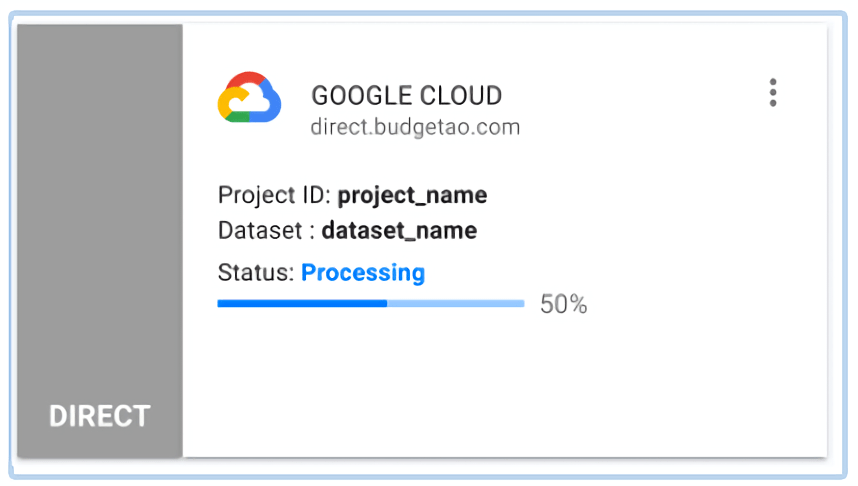 GOOGLE CLOUD
direct.budgetao.com
Project ID: project_name
Dataset : dataset_name
Status: Processing
50%
DIRECT